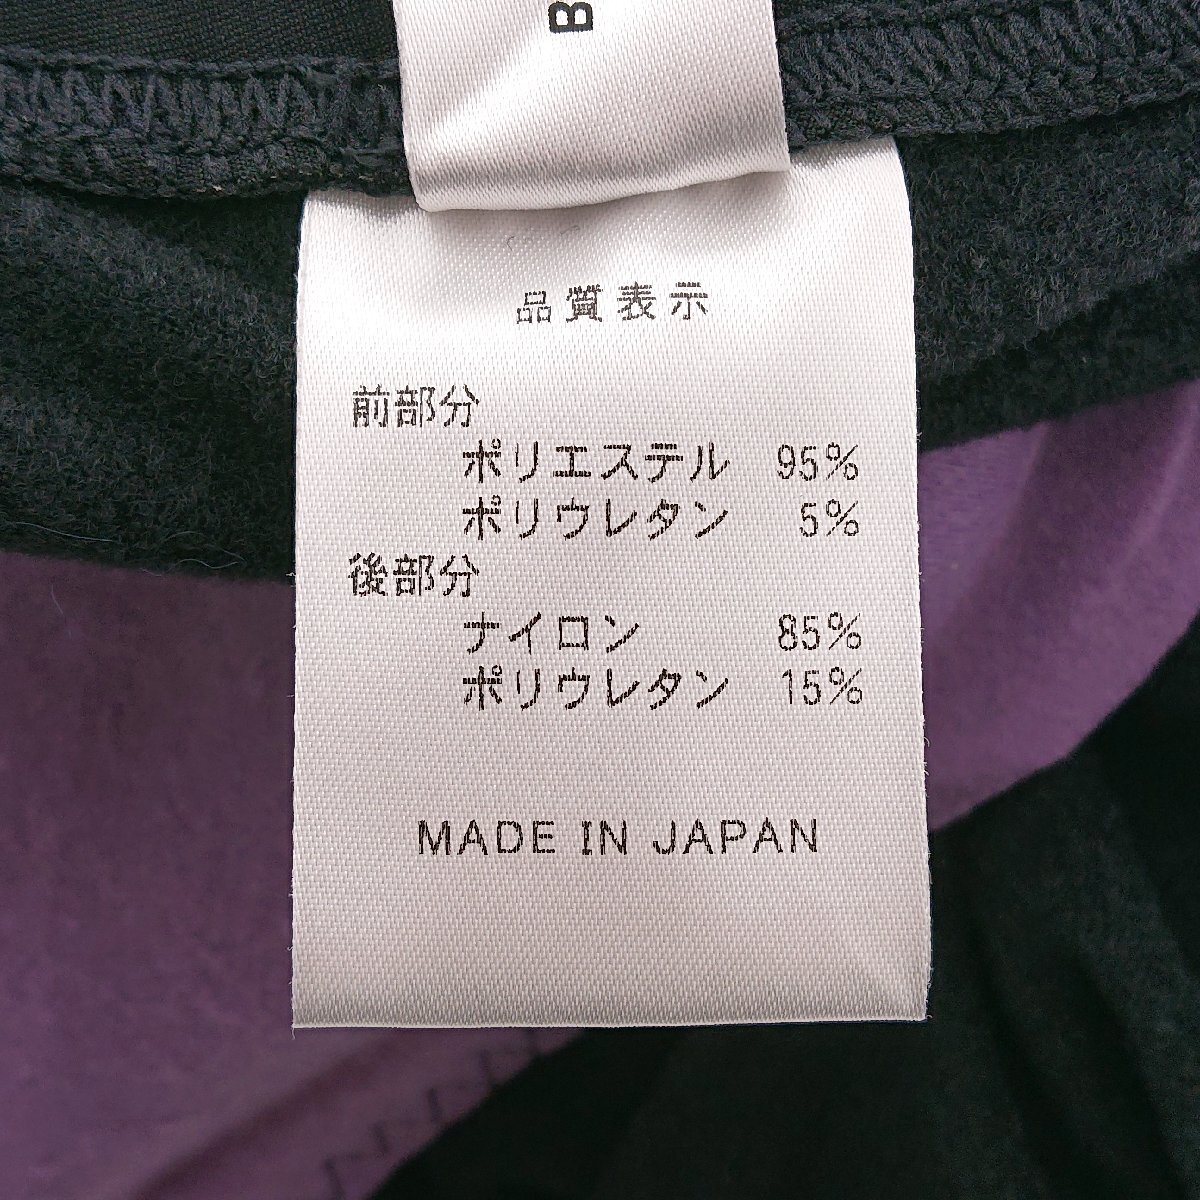 B
品質表示
前部分
ポリエステル 95%
ポリウレタン 5%
後部分
ナイロン 85%
ポリウレタン 15%
MADE IN JAPAN